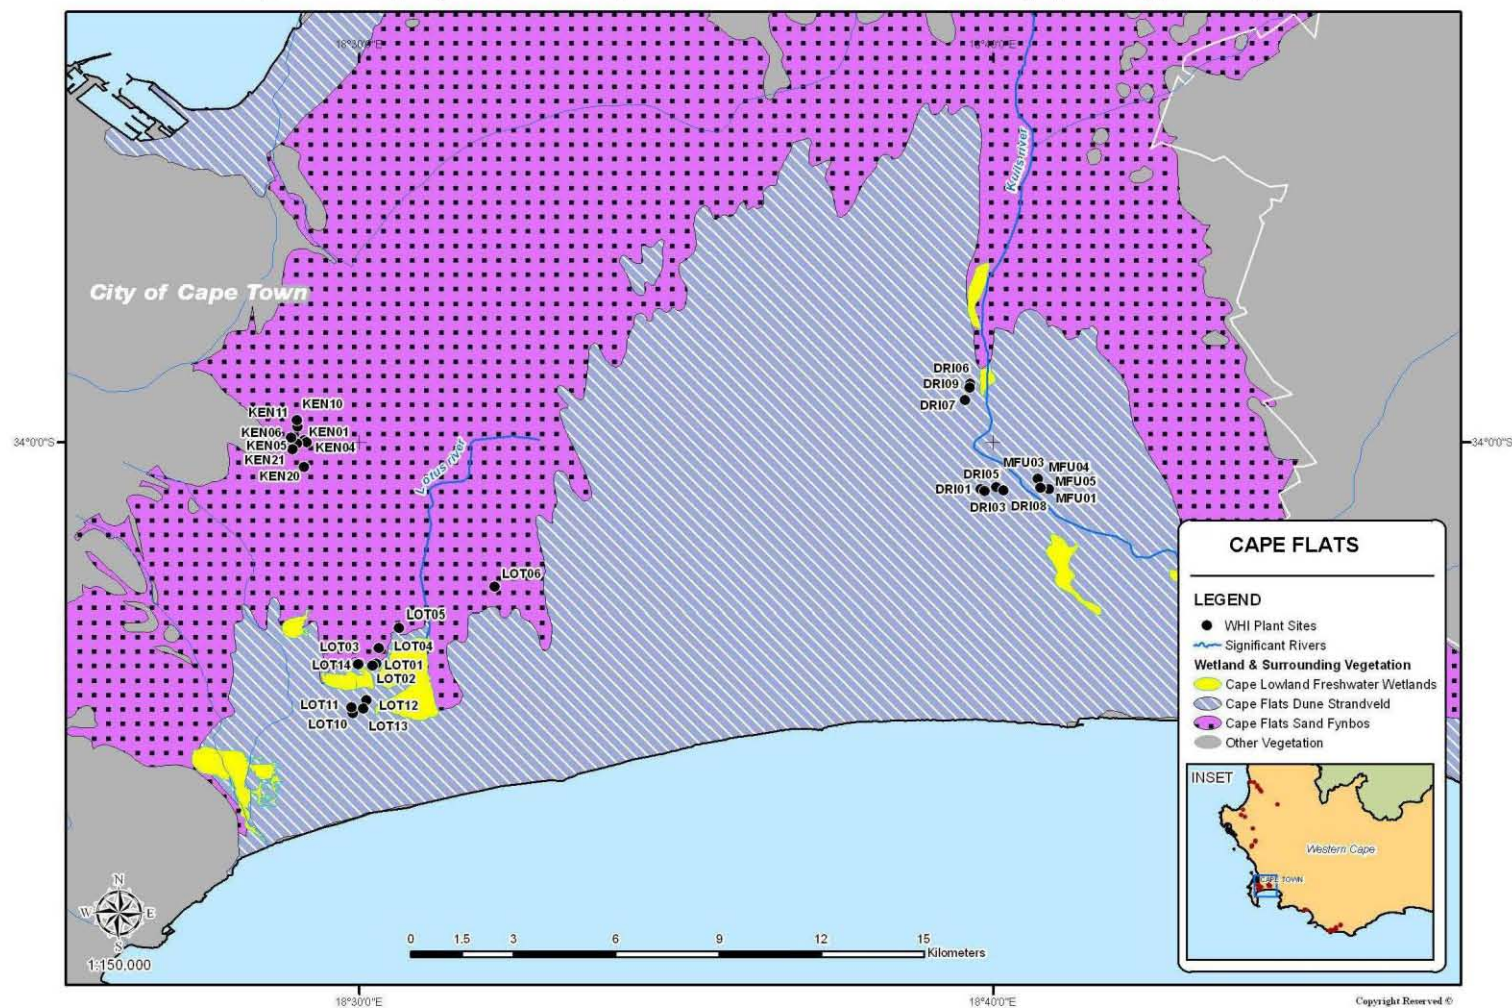 18°30'0"E
18°40'0"E
Kuils river
City of Cape Town
DRI06
DRI09
DRI07
KEN10
KEN11
KEN06
KEN01
KEN05
KEN04
KEN21
KEN20
34°0'0"S
34°0'0"S
Lotus river
MFU03
MFU04
DRI05
MFU05
DRI01
MFU01
DRI03
DRI08
LOT06
LOT05
LOT03
LOT04
LOT14
LOT01
LOT02
LOT11
LOT12
LOT10
LOT13
CAPE FLATS
LEGEND
WHI Plant Sites
Significant Rivers
Wetland & Surrounding Vegetation
Cape Lowland Freshwater Wetlands
Cape Flats Dune Strandveld
Cape Flats Sand Fynbos
Other Vegetation
INSET
Western Cape
CAPE TOWN
N
W
E
S
1:150,000
0 1.5 3 6 9 12 15
Kilometers
18°30'0"E
18°40'0"E
Copyright Reserved ©